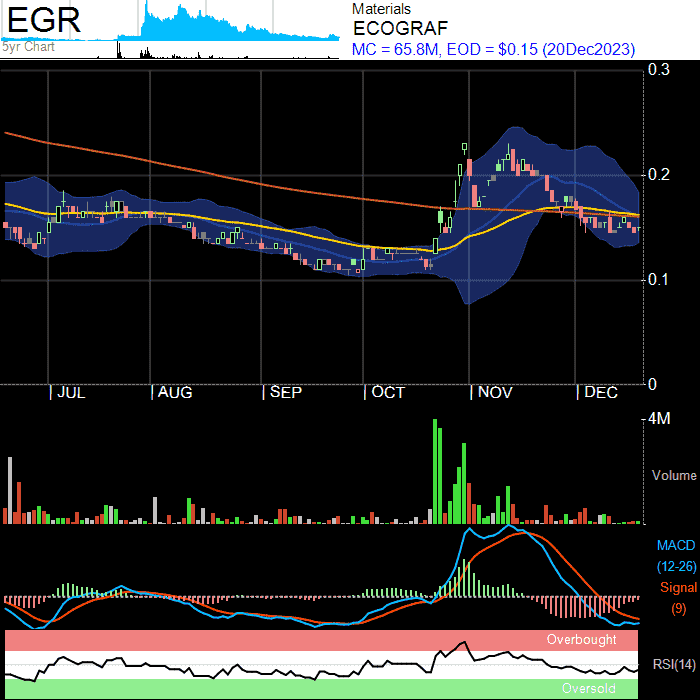 EGR
5yr Chart
Materials
ECOGRAF
MC = 65.8M, EOD = $0.15 (20Dec2023)
0.3
0.2
0.1
0
| JUL | AUG | SEP | OCT | NOV | DEC
4M
Volume
MACD
(12-26)
Signal
(9)
Overbought
RSI(14)
Oversold